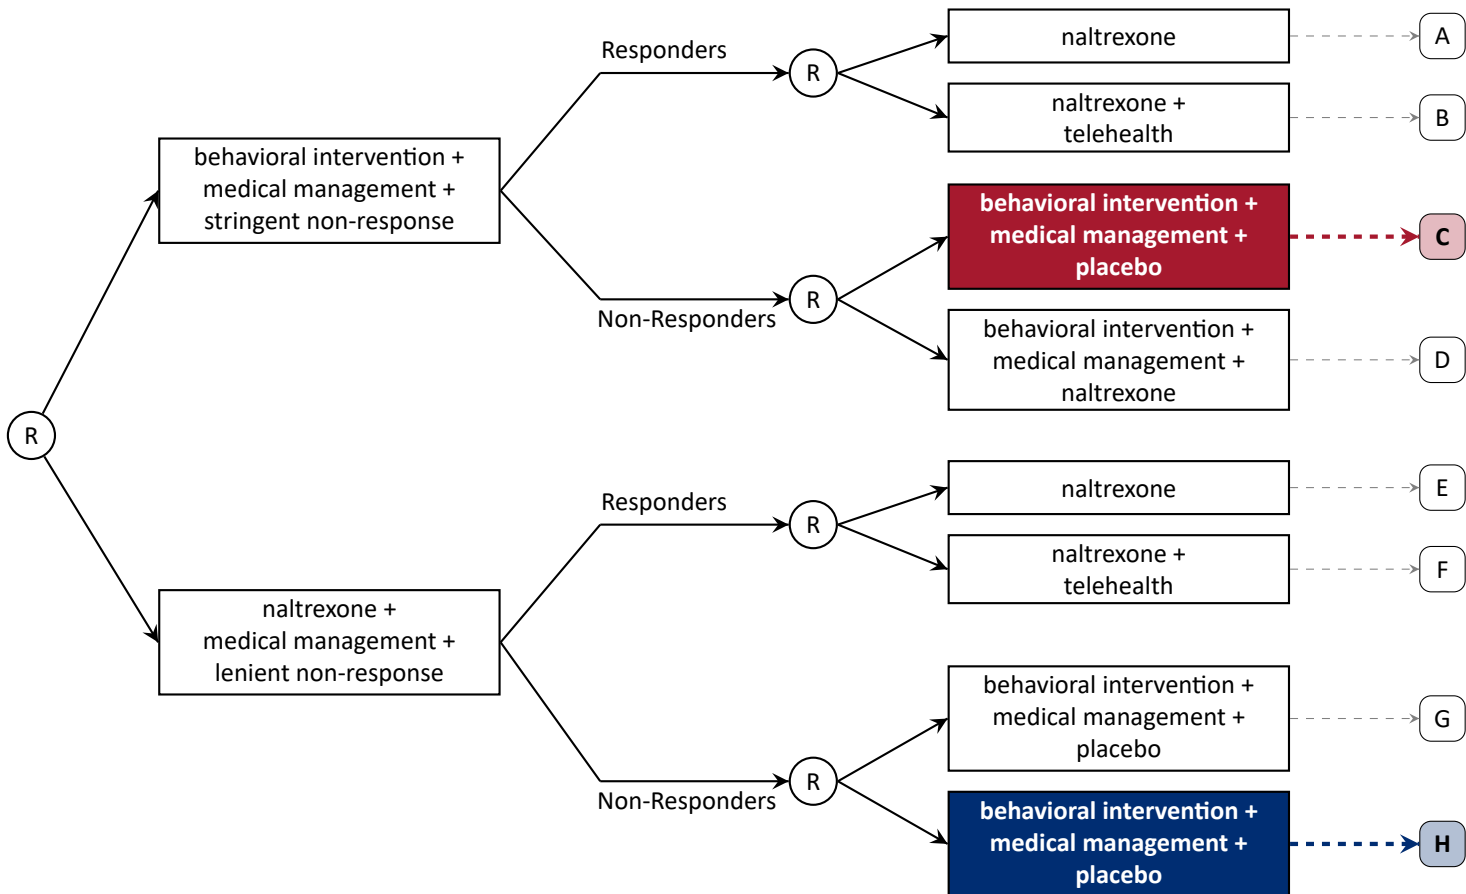 Responders
R
naltrexone
A
naltrexone +
telehealth
B
behavioral intervention +
medical management +
stringent non-response
behavioral intervention +
medical management +
placebo
C
R
Non-Responders
behavioral intervention +
medical management +
naltrexone
D
R
Responders
R
naltrexone
E
naltrexone +
telehealth
F
naltrexone +
medical management +
lenient non-response
behavioral intervention +
medical management +
placebo
G
R
Non-Responders
behavioral intervention +
medical management +
placebo
H